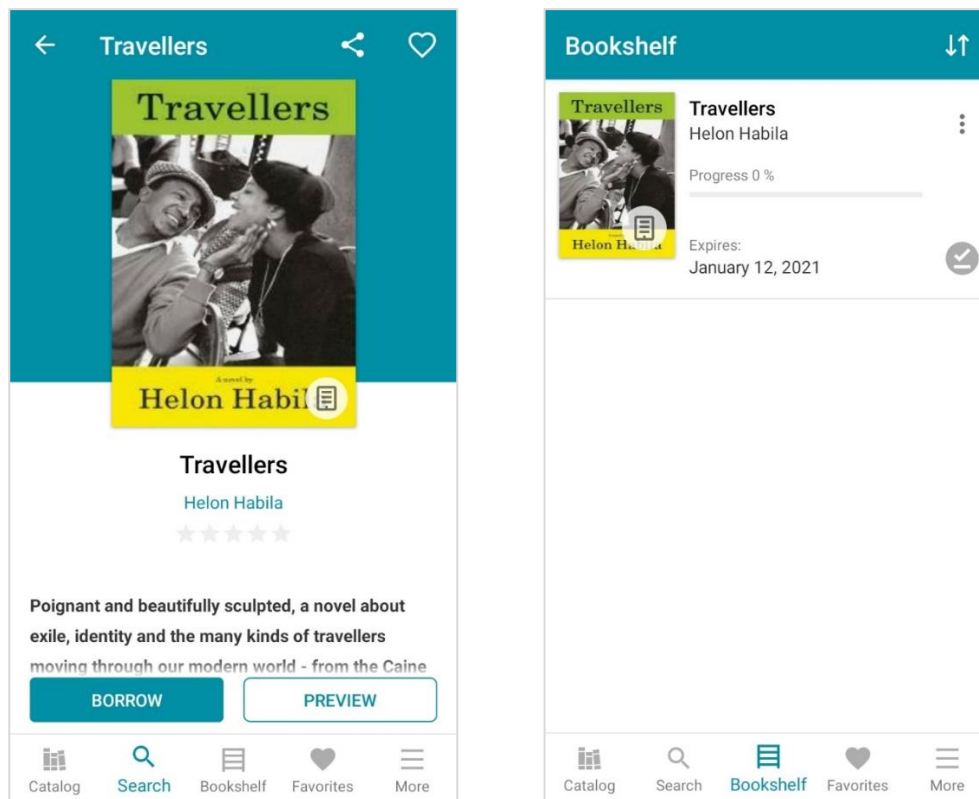 Travellers
Travellers
A novel by
Helon Habil
Travellers
Helon Habila
Poignant and beautifully sculpted, a novel about
exile, identity and the many kinds of travellers
moving through our modern world - from the Caine
BORROW PREVIEW
Catalog Search Bookshelf Favorites More
Bookshelf
Travellers
Helon H
Travellers
Helon Habila
Progress 0 %
Expires:
January 12, 2021
Catalog Search Bookshelf Favorites More